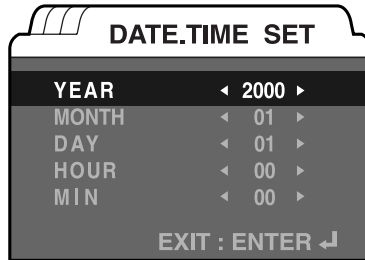 DATE.TIME SET
YEAR ◂ 2000 ▸
MONTH ◂ 01 ▸
DAY ◂ 01 ▸
HOUR ◂ 00 ▸
MIN ◂ 00 ▸
EXIT : ENTER ↲